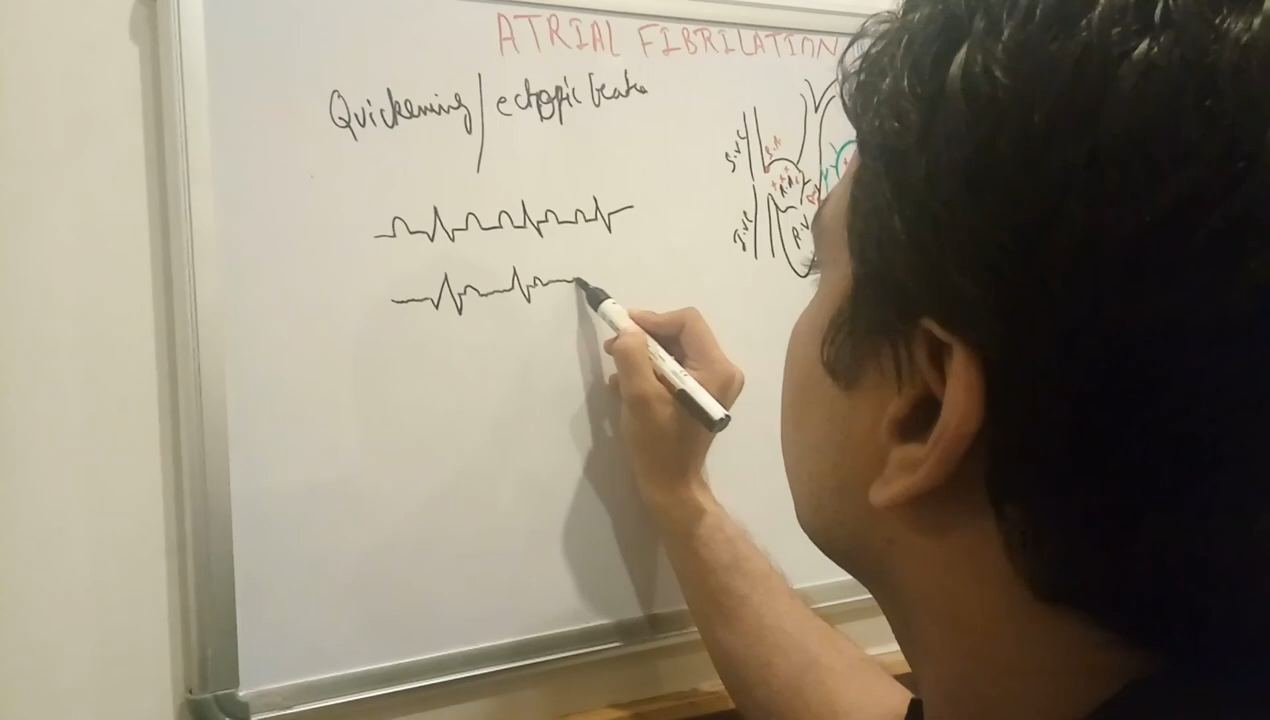 ATRIAL FIBRILATION
Quickening/ectopic beats
S.V.C
S.A
R.A
I.V.C
R.V